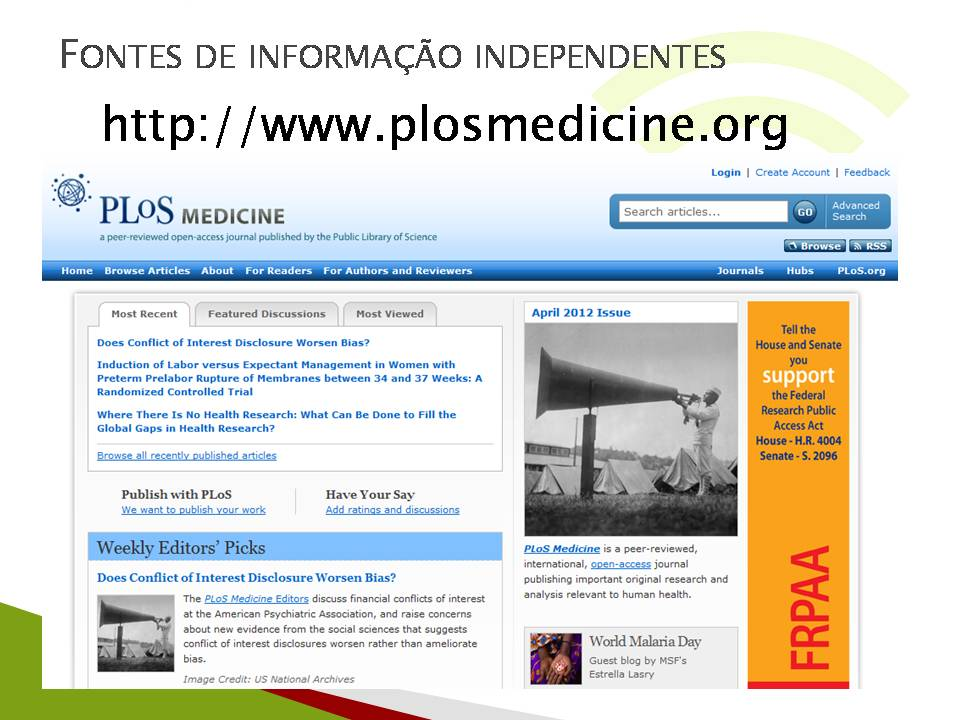 FONTES DE INFORMAÇÃO INDEPENDENTES
http://www.plosmedicine.org
Login | Create Account | Feedback
PLoS MEDICINE
a peer-reviewed open-access journal published by the Public Library of Science
Search articles...
GO
Advanced
Search
Browse
RSS
Home Browse Articles About For Readers For Authors and Reviewers
Journals Hubs PLoS.org
Most Recent
Featured Discussions
Most Viewed
Does Conflict of Interest Disclosure Worsen Bias?
Induction of Labor versus Expectant Management in Women with
Preterm Prelabor Rupture of Membranes between 34 and 37 Weeks: A
Randomized Controlled Trial
Where There Is No Health Research: What Can Be Done to Fill the
Global Gaps in Health Research?
Browse all recently published articles
Publish with PLoS
We want to publish your work
Have Your Say
Add ratings and discussions
Weekly Editors' Picks
Does Conflict of Interest Disclosure Worsen Bias?
The PLoS Medicine Editors discuss financial conflicts of interest
at the American Psychiatric Association, and raise concerns
about new evidence from the social sciences that suggests
conflict of interest disclosures worsen rather than ameliorate
bias.
Image Credit: US National Archives
April 2012 Issue
PLoS Medicine is a peer-reviewed,
international, open-access journal
publishing important original research and
analysis relevant to human health.
World Malaria Day
Guest blog by MSF's
Estrella Lasry
Tell the
House and Senate
you
support
the Federal
Research Public
Access Act
House - H.R. 4004
Senate - S. 2096
FRPAA